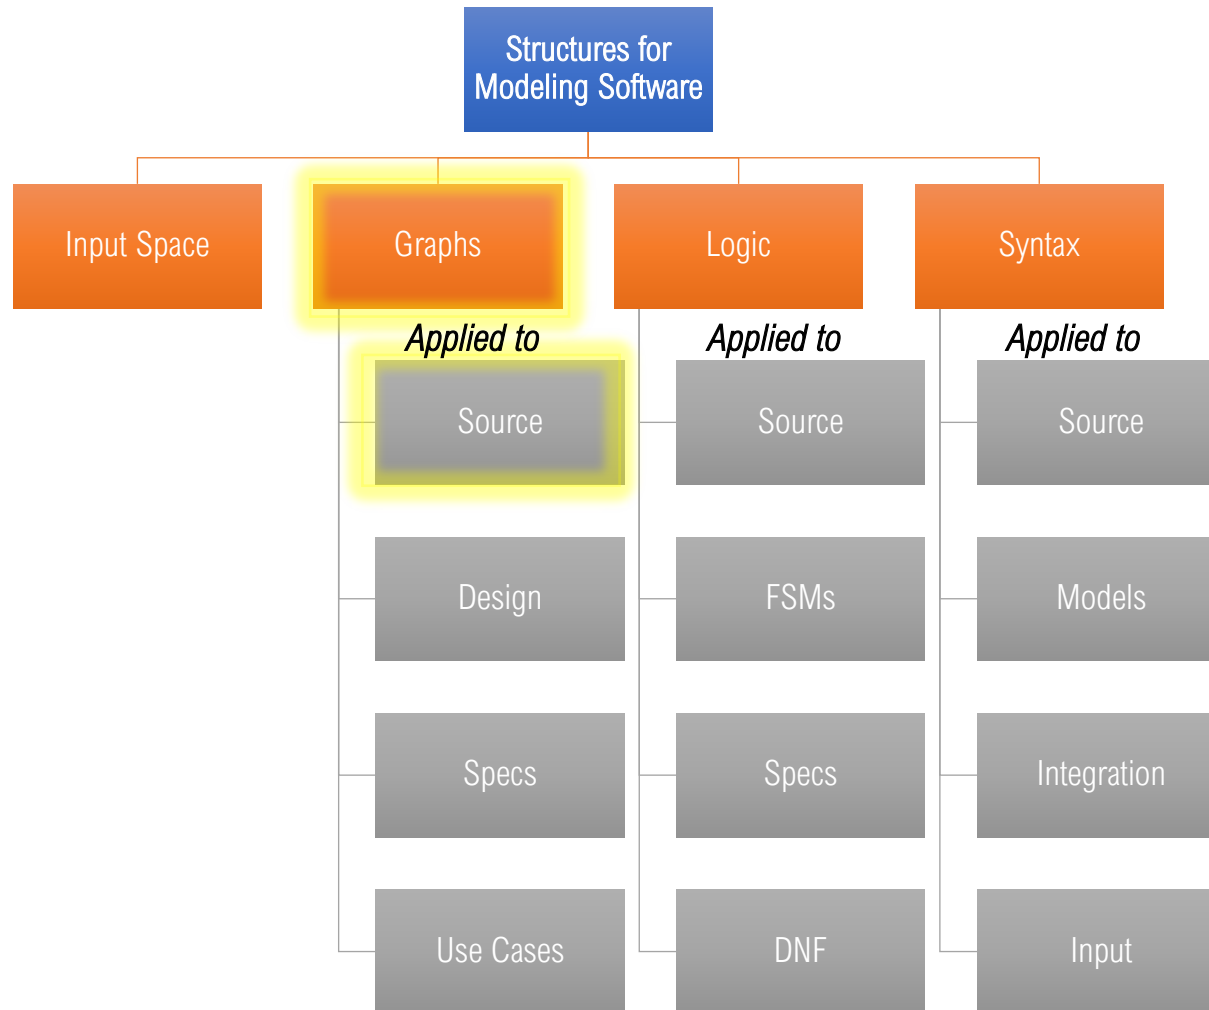 Structures for
Modeling Software
Input Space
Graphs
Logic
Syntax
Applied to
Applied to
Applied to
Source
Source
Source
Design
FSMs
Models
Specs
Specs
Integration
Use Cases
DNF
Input